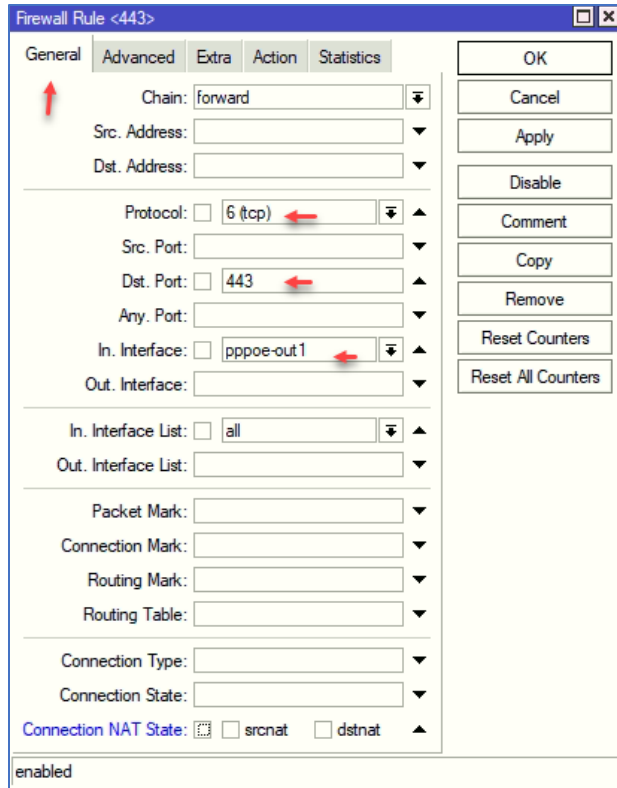 Firewall Rule <443>
General Advanced Extra Action Statistics
OK
Chain: forward
Cancel
Src. Address:
Apply
Dst. Address:
Disable
Protocol: 6 (tcp)
Comment
Src. Port:
Copy
Dst. Port: 443
Remove
Any. Port:
Reset Counters
In. Interface: pppoe-out1
Reset All Counters
Out. Interface:
In. Interface List: all
Out. Interface List:
Packet Mark:
Connection Mark:
Routing Mark:
Routing Table:
Connection Type:
Connection State:
Connection NAT State: srcnat dstnat
enabled